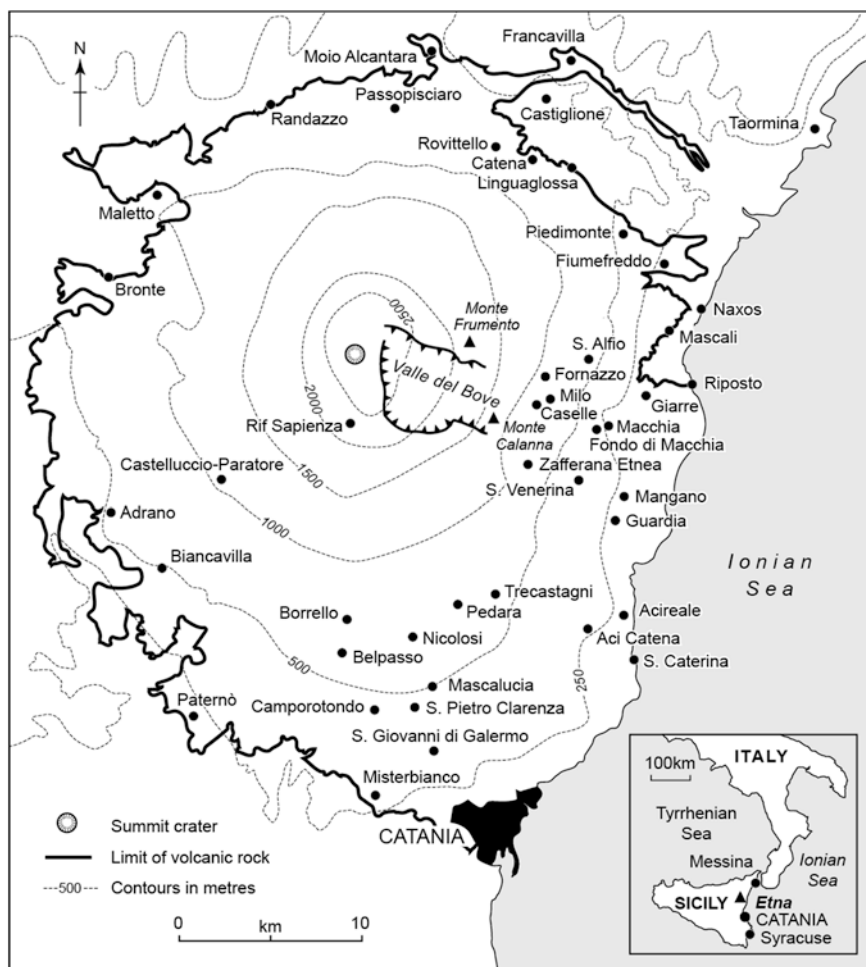 N
Moio Alcantara
Francavilla
Passopisciaro
Randazzo
Castiglione
Taormina
Rovittello
Catena
Linguaglossa
Maletto
Piedimonte
Fiumefreddo
Bronte
Naxos
Monte
Frumento
2500
Mascali
S. Alfio
Valle del Bove
Fornazzo
Riposto
2000
Milo
Caselle
Giarre
Rif Sapienza
Monte
Calanna
Macchia
Fondo di Macchia
Castelluccio-Paratore
1500
Zafferana Etnea
S. Venerina
Mangano
Adrano
1000
Guardia
Biancavilla
Ionian
Sea
Trecastagni
Borrello
Pedara
Acireale
Nicolosi
Aci Catena
Belpasso
500
S. Caterina
250
Mascalucia
Paternò
Camporotondo
S. Pietro Clarenza
S. Giovanni di Galermo
Misterbianco
CATANIA
Summit crater
Limit of volcanic rock
500
Contours in metres
0
10
km
100km
ITALY
Tyrrhenian
Sea
Messina
Ionian
Sea
SICILY
Etna
CATANIA
Syracuse